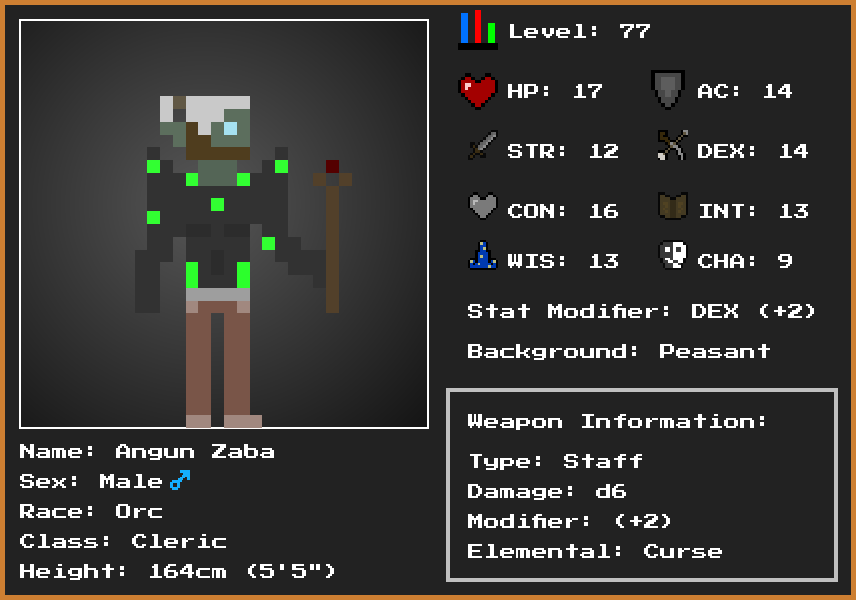 Level: 77
HP: 17
AC: 14
STR: 12
DEX: 14
CON: 16
INT: 13
WIS: 13
CHA: 9
Stat Modifier: DEX (+2)
Background: Peasant
Weapon Information:
Type: Staff
Damage: d6
Modifier: (+2)
Elemental: Curse
Name: Angun Zaba
Sex: Male ♂
Race: Orc
Class: Cleric
Height: 164cm (5'5")